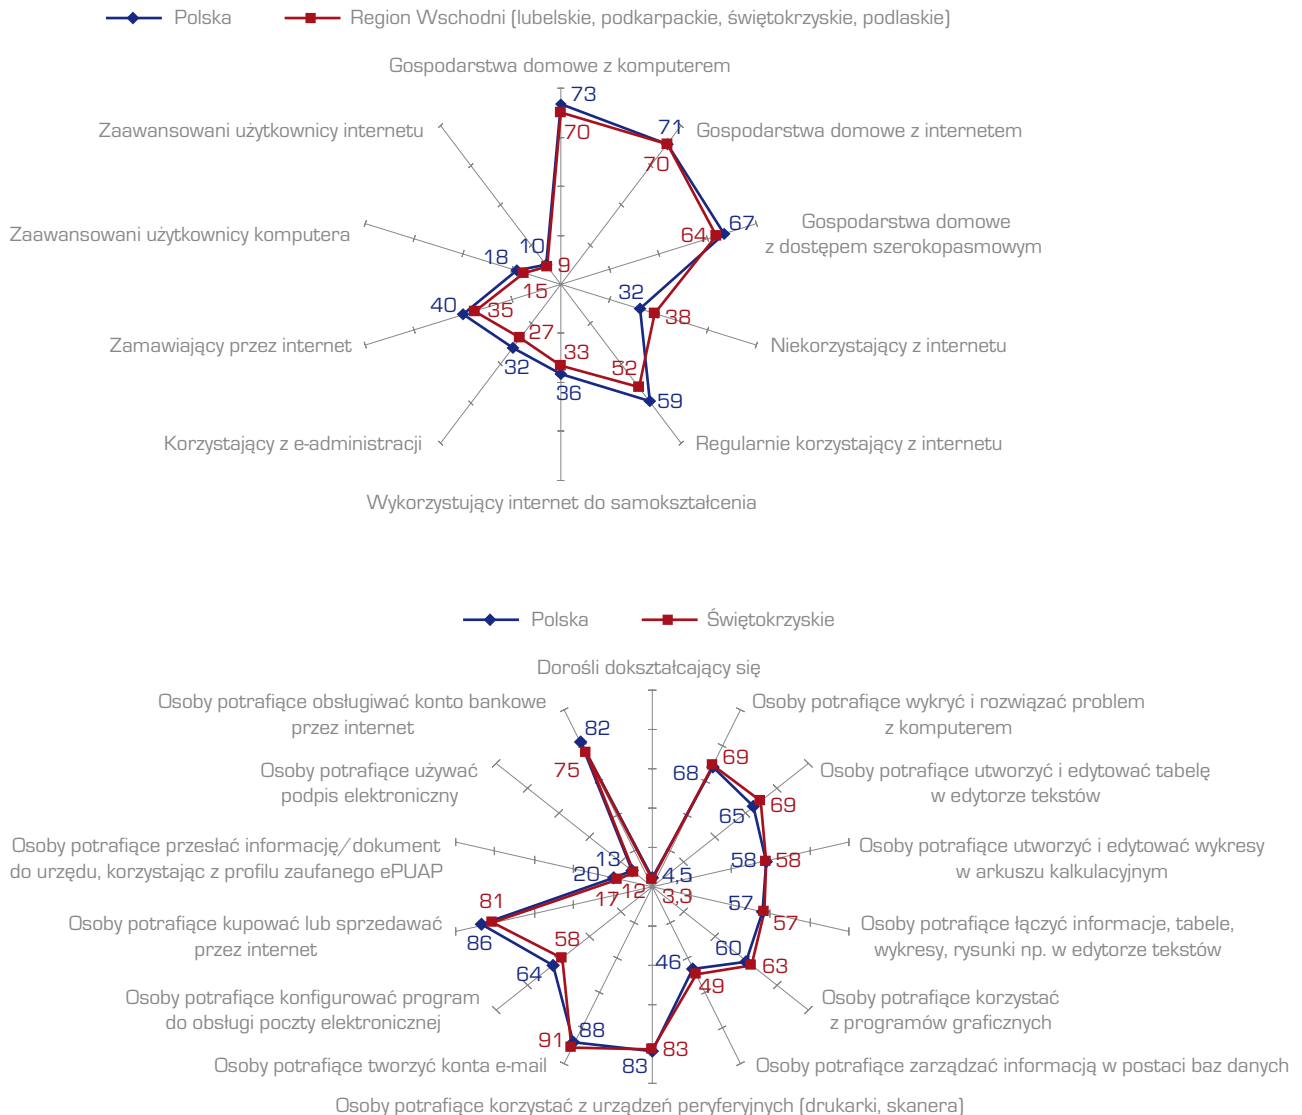 Polska
Region Wschodni (lubelskie, podkarpackie, świętokrzyskie, podlaskie)
Gospodarstwa domowe z komputerem
73
70
Zaawansowani użytkownicy internetu
71
Gospodarstwa domowe z internetem
70
Zaawansowani użytkownicy komputera
67
64
Gospodarstwa domowe
z dostępem szerokopasmowym
18
10
9
15
32
38
40
35
Zamawiający przez internet
Niekorzystający z internetu
27
32
33
36
52
59
Korzystający z e-administracji
Regularnie korzystający z internetu
Wykorzystujący internet do samokształcenia
Polska
Świętokrzyskie
Dorośli dokształcający się
Osoby potrafiące obsługiwać konto bankowe
przez internet
82
75
Osoby potrafiące wykryć i rozwiązać problem
z komputerem
68
69
Osoby potrafiące używać
podpis elektroniczny
Osoby potrafiące utworzyć i edytować tabelę
w edytorze tekstów
65
69
Osoby potrafiące przesłać informację/dokument
do urzędu, korzystając z profilu zaufanego ePUAP
13
20
12
17
4,5
3,3
58
58
Osoby potrafiące utworzyć i edytować wykresy
w arkuszu kalkulacyjnym
Osoby potrafiące kupować lub sprzedawać
przez internet
81
86
57
57
Osoby potrafiące łączyć informacje, tabele,
wykresy, rysunki np. w edytorze tekstów
58
64
Osoby potrafiące konfigurować program
do obsługi poczty elektronicznej
46
49
60
63
Osoby potrafiące korzystać
z programów graficznych
91
88
Osoby potrafiące tworzyć konta e-mail
83
83
Osoby potrafiące zarządzać informacją w postaci baz danych
Osoby potrafiące korzystać z urządzeń peryferyjnych (drukarki, skanera)